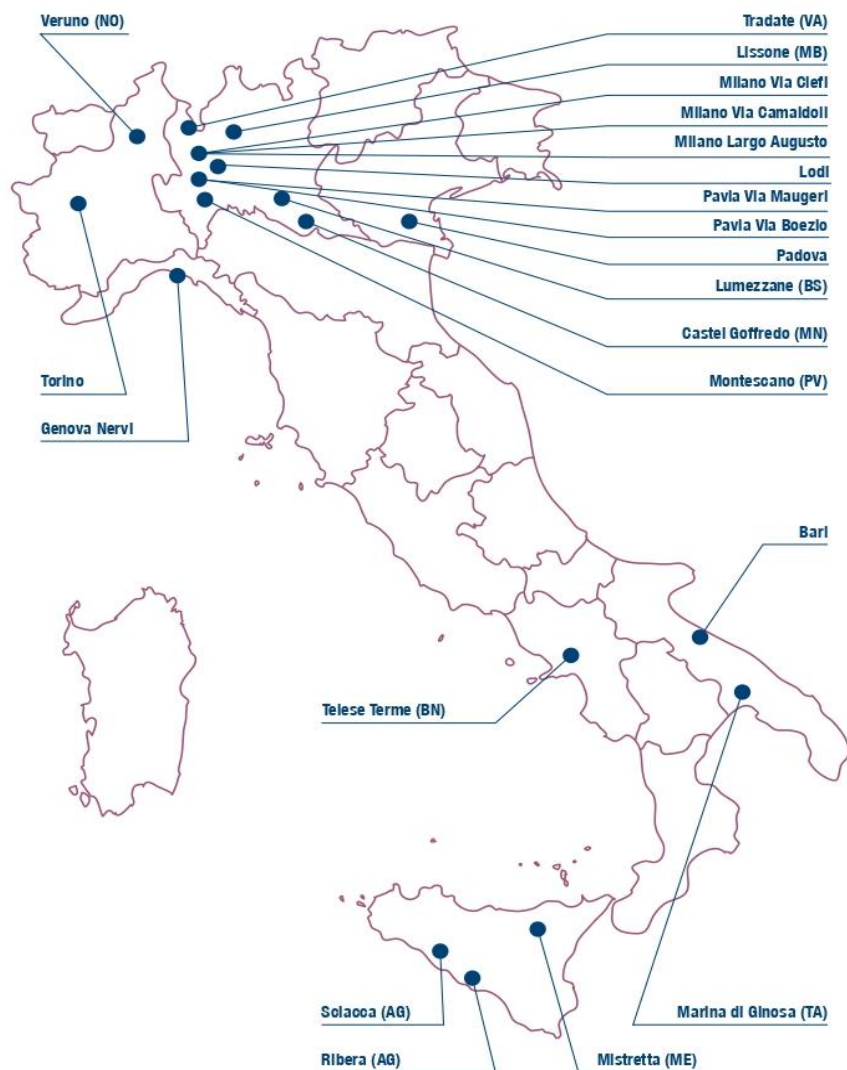 Veruno (NO)
Tradate (VA)
Lissone (MB)
Milano Via Clefi
Milano Via Camaldoli
Milano Largo Augusto
Lodi
Pavia Via Maugeri
Pavia Via Boezio
Padova
Lumezzane (BS)
Castel Goffredo (MN)
Montescano (PV)
Torino
Genova Nervi
Bari
Telese Terme (BN)
Sciacca (AG)
Marina di Ginosa (TA)
Ribera (AG)
Mistretta (ME)